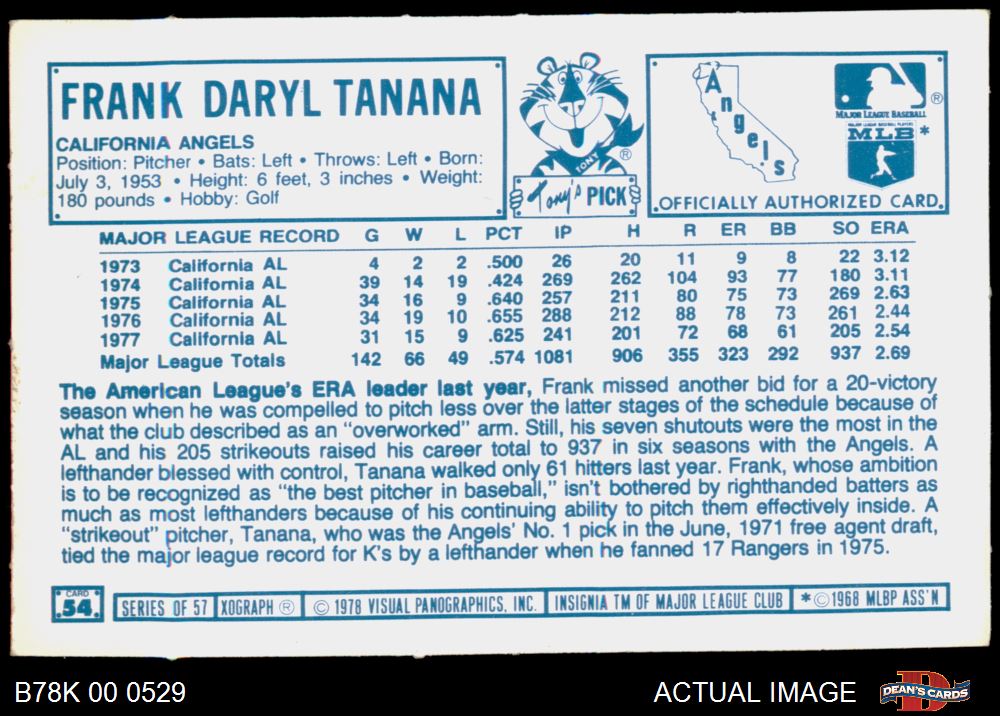 FRANK DARYL TANANA
CALIFORNIA ANGELS
Position: Pitcher • Bats: Left • Throws: Left • Born:
July 3, 1953 • Height: 6 feet, 3 inches • Weight:
180 pounds • Hobby: Golf
TONY ®
Tony's PICK
Angels
®
MAJOR LEAGUE BASEBALL
MAJOR LEAGUE BASEBALL PLAYERS
MLB *
OFFICIALLY AUTHORIZED CARD
MAJOR LEAGUE RECORD G W L PCT IP H R ER BB SO ERA
1973 California AL 4 2 2 .500 26 20 11 9 8 22 3.12
1974 California AL 39 14 19 .424 269 262 104 93 77 180 3.11
1975 California AL 34 16 9 .640 257 211 80 75 73 269 2.63
1976 California AL 34 19 10 .655 288 212 88 78 73 261 2.44
1977 California AL 31 15 9 .625 241 201 72 68 61 205 2.54
Major League Totals 142 66 49 .574 1081 906 355 323 292 937 2.69
The American League's ERA leader last year, Frank missed another bid for a 20-victory
season when he was compelled to pitch less over the latter stages of the schedule because of
what the club described as an "overworked" arm. Still, his seven shutouts were the most in the
AL and his 205 strikeouts raised his career total to 937 in six seasons with the Angels. A
lefthander blessed with control, Tanana walked only 61 hitters last year. Frank, whose ambition
is to be recognized as "the best pitcher in baseball," isn't bothered by righthanded batters as
much as most lefthanders because of his continuing ability to pitch them effectively inside. A
"strikeout" pitcher, Tanana, who was the Angels' No. 1 pick in the June, 1971 free agent draft,
tied the major league record for K's by a lefthander when he fanned 17 Rangers in 1975.
CARD
54
SERIES OF 57 XOGRAPH ® © 1978 VISUAL PANOGRAPHICS, INC. INSIGNIA TM OF MAJOR LEAGUE CLUB *©1968 MLBP ASS'N
B78K 00 0529
ACTUAL IMAGE
DEAN'S CARDS